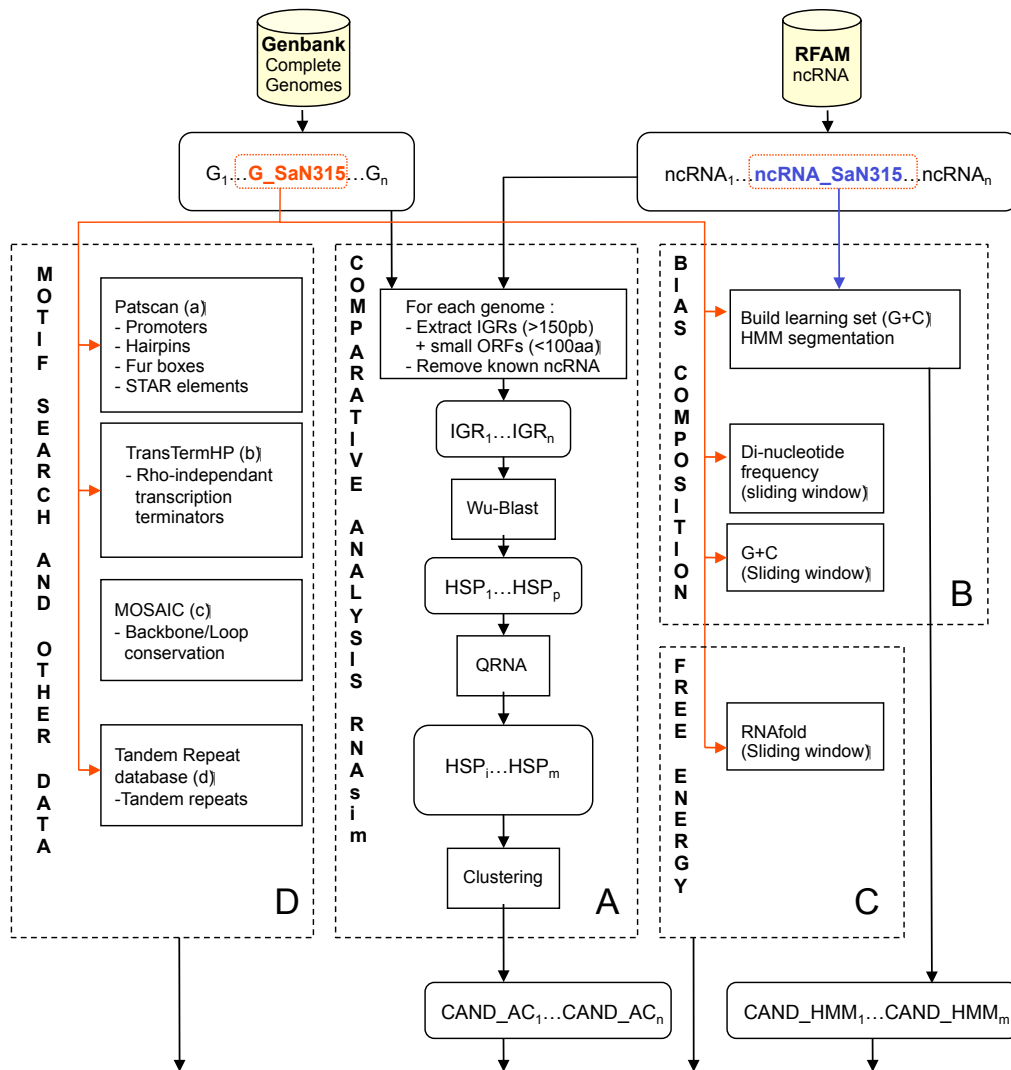 Genbank
Complete
Genomes
RFAM
ncRNA
G1…G_SaN315…Gn
ncRNA1…ncRNA_SaN315…ncRNAn
MOTIF SEARCH AND OTHER DATA
Patscan (a)
- Promoters
- Hairpins
- Fur boxes
- STAR elements
TransTermHP (b)
- Rho-independant
transcription
terminators
MOSAIC (c)
- Backbone/Loop
conservation
Tandem Repeat
database (d)
-Tandem repeats
D
COMPARATIVE ANALYSIS RNAsim
For each genome :
- Extract IGRs (>150pb)
+ small ORFs (<100aa)
- Remove known ncRNA
IGR1…IGRn
Wu-Blast
HSP1…HSPp
QRNA
HSPi…HSPm
Clustering
A
BIAS COMPOSITION
Build learning set (G+C)
HMM segmentation
Di-nucleotide
frequency
(sliding window)
G+C
(Sliding window)
B
FREE ENERGY
RNAfold
(Sliding window)
C
CAND_AC1…CAND_ACn
CAND_HMM1…CAND_HMMm